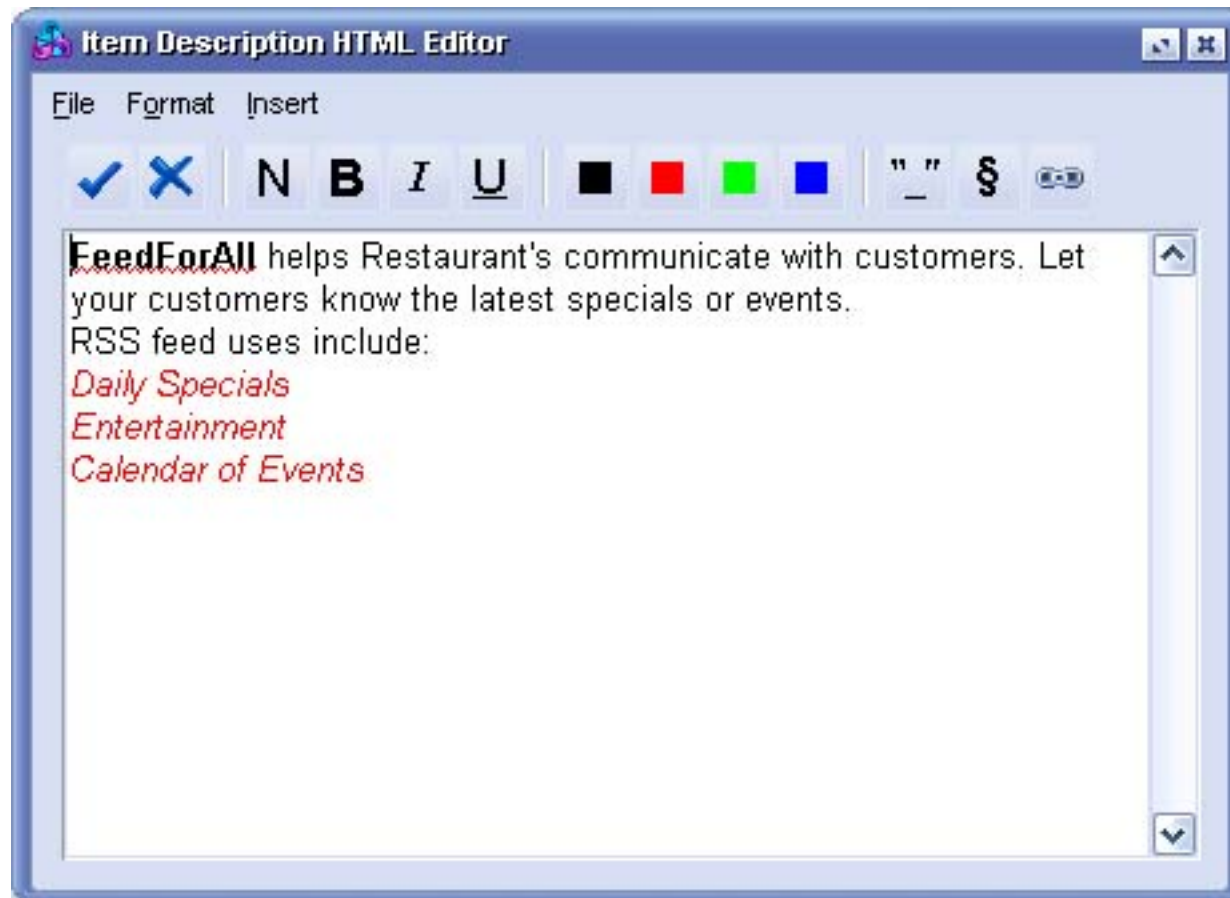 Item Description HTML Editor
File Format Insert
N B I U "_" §
FeedForAll helps Restaurant's communicate with customers. Let
your customers know the latest specials or events.
RSS feed uses include:
Daily Specials
Entertainment
Calendar of Events